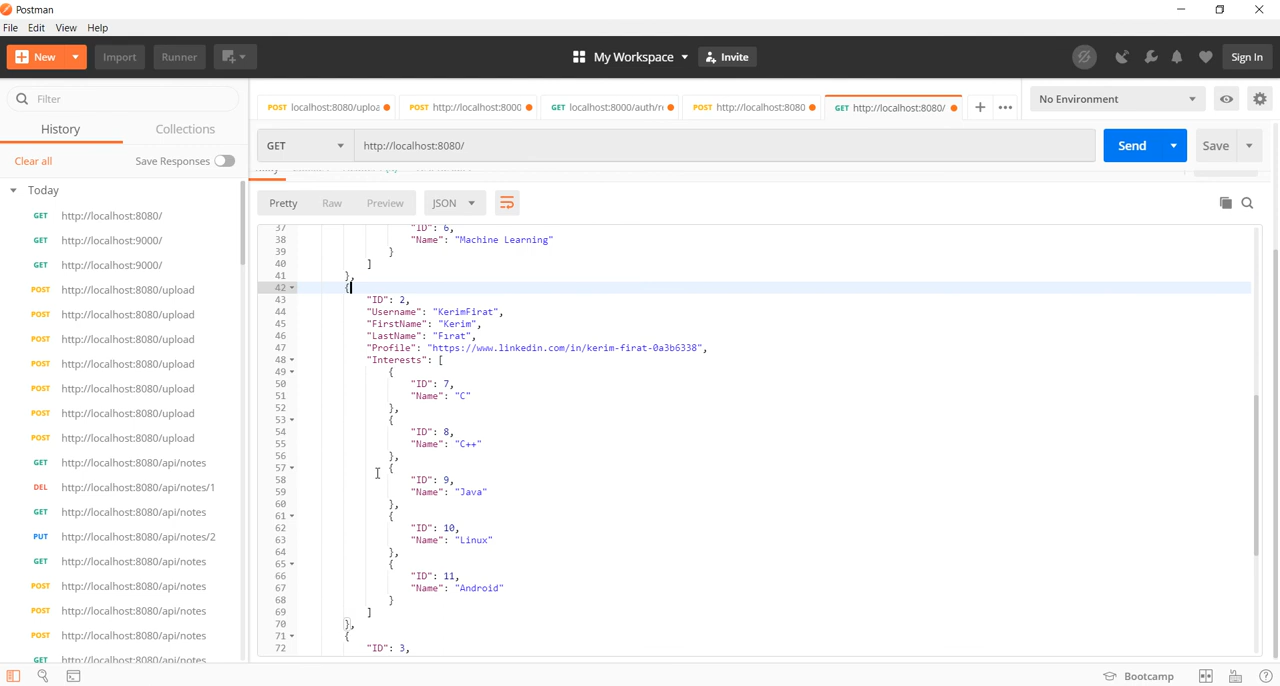 Postman
File Edit View Help
New Import Runner My Workspace Invite Sign In
Filter
History Collections
Clear all Save Responses
Today
GET http://localhost:8080/
GET http://localhost:9000/
GET http://localhost:9000/
POST http://localhost:8080/upload
POST http://localhost:8080/upload
POST http://localhost:8080/upload
POST http://localhost:8080/upload
POST http://localhost:8080/upload
POST http://localhost:8080/upload
POST http://localhost:8080/upload
GET http://localhost:8080/api/notes
DEL http://localhost:8080/api/notes/1
GET http://localhost:8080/api/notes
PUT http://localhost:8080/api/notes/2
GET http://localhost:8080/api/notes
POST http://localhost:8080/api/notes
POST http://localhost:8080/api/notes
POST http://localhost:8080/api/notes
GET http://localhost:8080/api/notes
POST localhost:8080/uploa POST http://localhost:8000 GET localhost:8000/auth/r POST http://localhost:8080 GET http://localhost:8080/ + ••• No Environment
GET http://localhost:8080/ Send Save
Pretty Raw Preview JSON
37 "ID": 6,
38 "Name": "Machine Learning"
39 }
40 ]
41 },
42 {
43 "ID": 2,
44 "Username": "KerimFirat",
45 "FirstName": "Kerim",
46 "LastName": "Fırat",
47 "Profile": "https://www.linkedin.com/in/kerim-firat-0a3b6338",
48 "Interests": [
49 {
50 "ID": 7,
51 "Name": "C"
52 },
53 {
54 "ID": 8,
55 "Name": "C++"
56 },
57 {
58 "ID": 9,
59 "Name": "Java"
60 },
61 {
62 "ID": 10,
63 "Name": "Linux"
64 },
65 {
66 "ID": 11,
67 "Name": "Android"
68 }
69 ]
70 },
71 {
72 "ID": 3,
Bootcamp